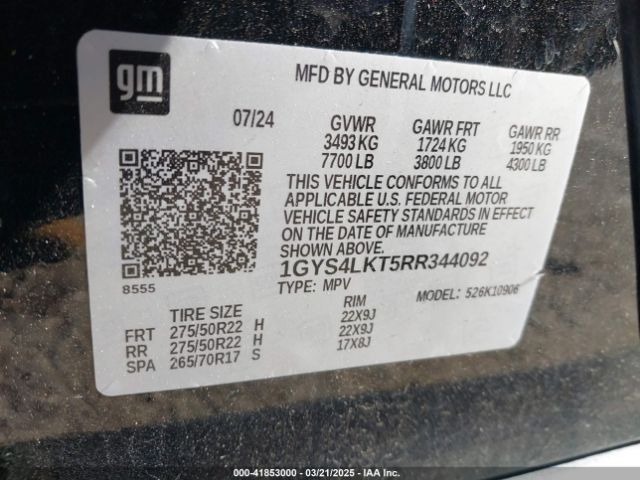 gm
MFD BY GENERAL MOTORS LLC
07/24 GVWR GAWR FRT GAWR RR
3493 KG 1724 KG 1950 KG
7700 LB 3800 LB 4300 LB
THIS VEHICLE CONFORMS TO ALL
APPLICABLE U.S. FEDERAL MOTOR
VEHICLE SAFETY STANDARDS IN EFFECT
ON THE DATE OF MANUFACTURE
SHOWN ABOVE.
1GYS4LKT5RR344092
8555 TYPE: MPV MODEL: 526K10906
TIRE SIZE RIM
FRT 275/50R22 H 22X9J
RR 275/50R22 H 22X9J
SPA 265/70R17 S 17X8J
000-41853000 — 03/21/2025 — IAA Inc.